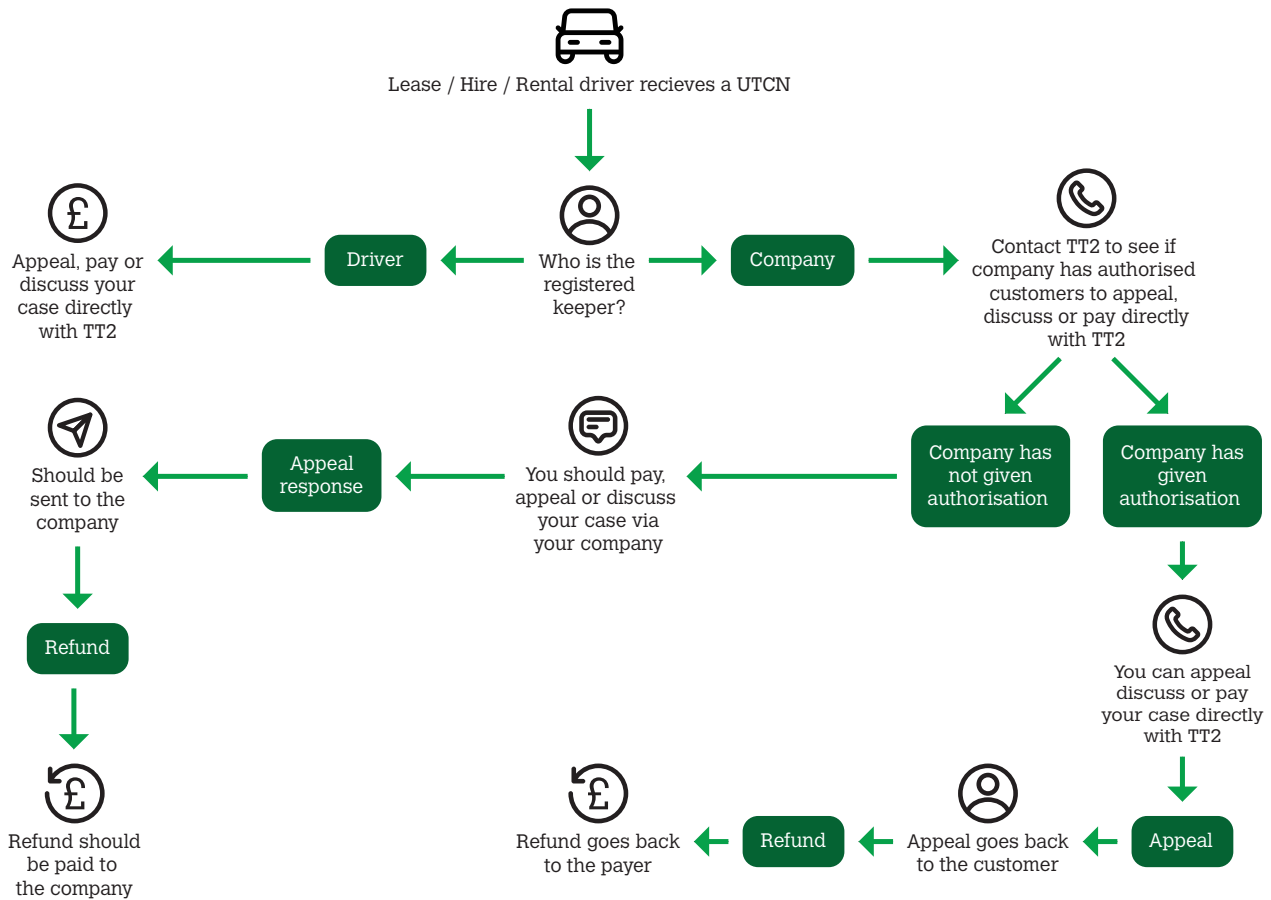 Lease / Hire / Rental driver recieves a UTCN
Who is the
registered
keeper?
Driver
Appeal, pay or
discuss your
case directly
with TT2
Company
Contact TT2 to see if
company has authorised
customers to appeal,
discuss or pay directly
with TT2
Company has
not given
authorisation
You should pay,
appeal or discuss
your case via
your company
Appeal
response
Should be
sent to the
company
Refund
Refund should
be paid to
the company
Company has
given
authorisation
You can appeal
discuss or pay
your case directly
with TT2
Appeal
Appeal goes back
to the customer
Refund
Refund goes back
to the payer